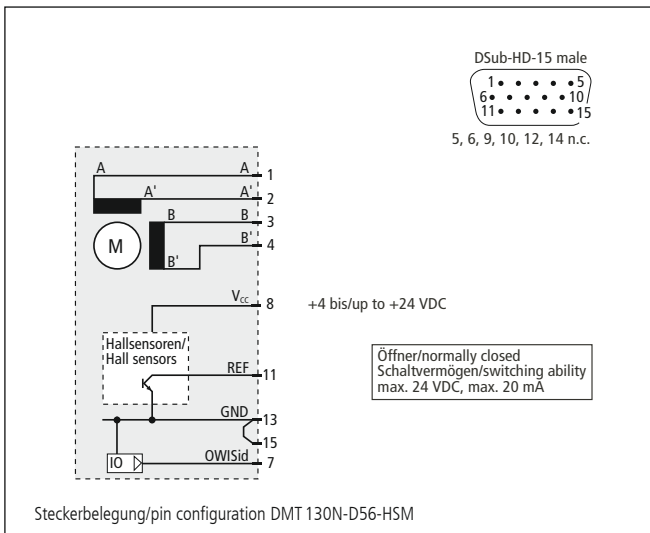 DSub-HD-15 male
1 5
6 10
11 15
5, 6, 9, 10, 12, 14 n.c.
A A 1
A' A' 2
B B 3
M B' 4
B'
Vcc 8 +4 bis/up to +24 VDC
Hallsensoren/
Hall sensors
REF 11
Öffner/normally closed
Schaltvermögen/switching ability
max. 24 VDC, max. 20 mA
GND 13
15
IO OWISid 7
Steckerbelegung/pin configuration DMT 130N-D56-HSM